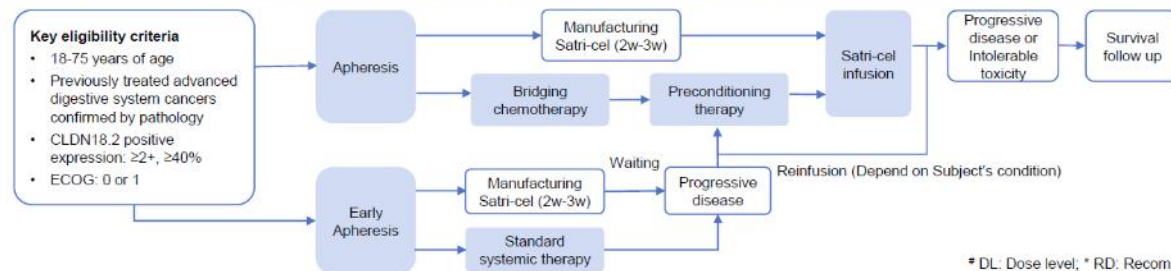 Key eligibility criteria
• 18-75 years of age
• Previously treated advanced
digestive system cancers
confirmed by pathology
• CLDN18.2 positive
expression: ≥2+, ≥40%
• ECOG: 0 or 1
Apheresis
Manufacturing
Satri-cel (2w-3w)
Bridging
chemotherapy
Preconditioning
therapy
Satri-cel
infusion
Progressive
disease or
Intolerable
toxicity
Survival
follow up
Early
Apheresis
Manufacturing
Satri-cel (2w-3w)
Standard
systemic therapy
Waiting
Progressive
disease
Reinfusion (Depend on Subject's condition)
# DL: Dose level; * RD: Recom